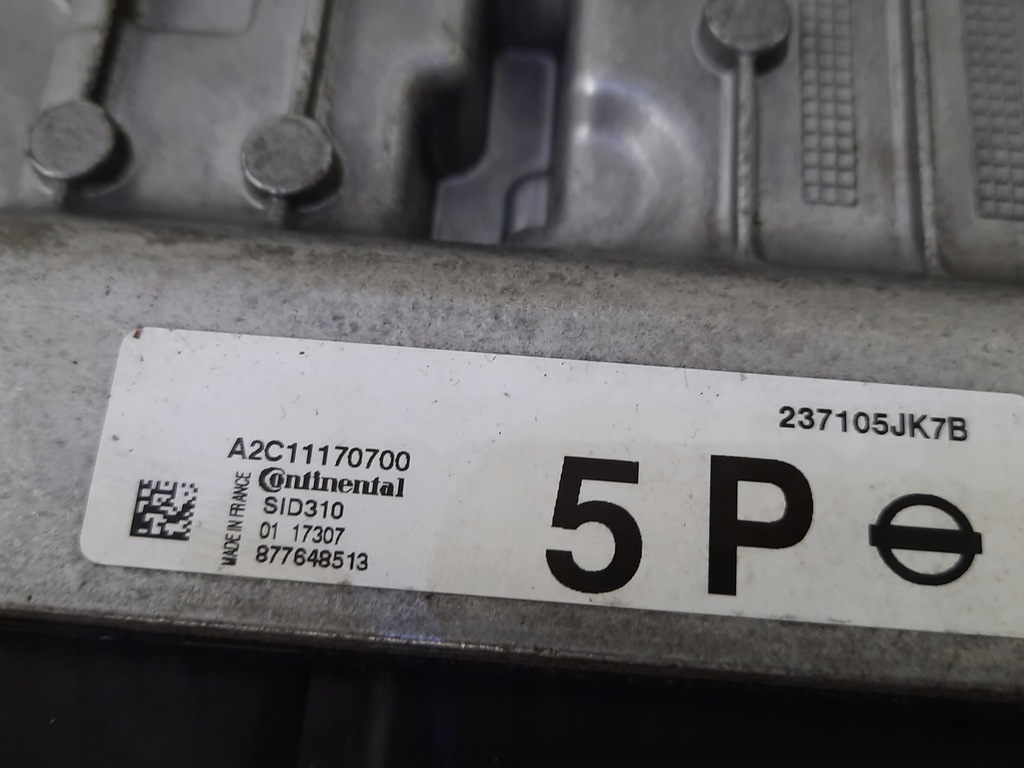 237105JK7B
A2C11170700
Continental
SID310
01 17307
877648513
MADE IN FRANCE
5P